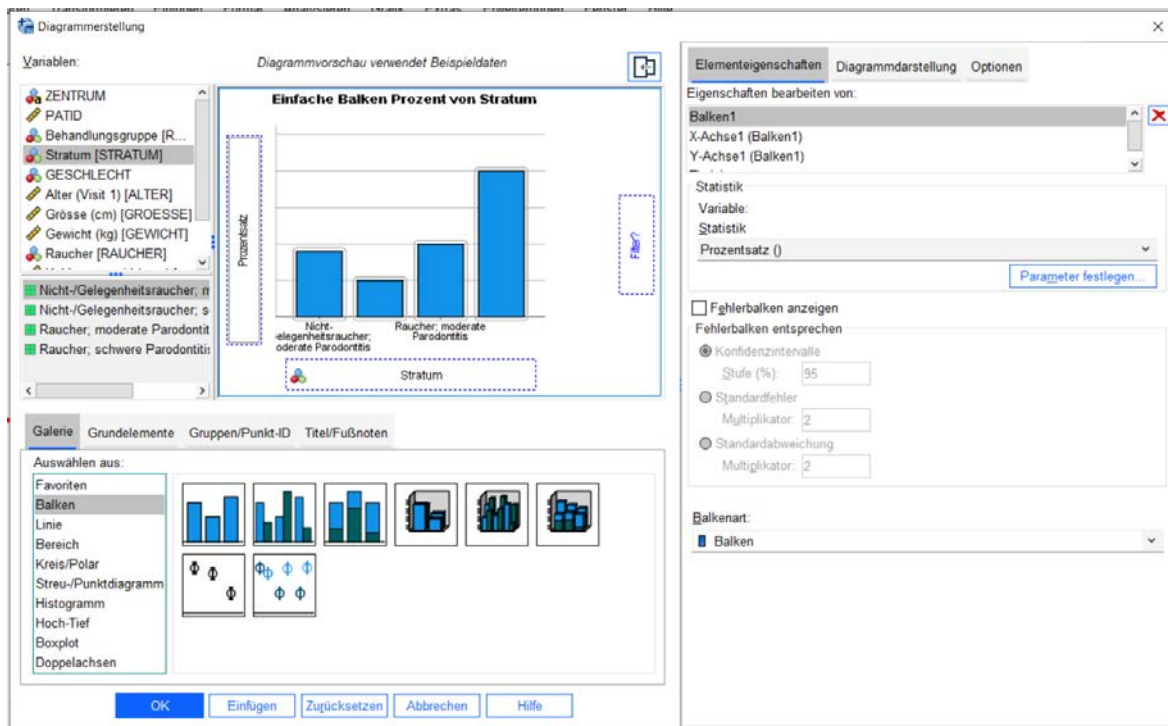 Diagrammerstellung
Variablen:
ZENTRUM
PATID
Behandlungsgruppe [R...
Stratum [STRATUM]
GESCHLECHT
Alter (Visit 1) [ALTER]
Grösse (cm) [GROESSE]
Gewicht (kg) [GEWICHT]
Raucher [RAUCHER]
Nicht-/Gelegenheitsraucher; m
Nicht-/Gelegenheitsraucher; s
Raucher; moderate Parodontit
Raucher; schwere Parodontitis
Diagrammvorschau verwendet Beispieldaten
Einfache Balken Prozent von Stratum
Prozentsatz
Filter?
Nicht-
elegenheitsraucher;
oderate Parodontitis
Raucher; moderate
Parodontitis
Stratum
Galerie
Grundelemente
Gruppen/Punkt-ID
Titel/Fußnoten
Auswählen aus:
Favoriten
Balken
Linie
Bereich
Kreis/Polar
Streu-/Punktdiagramm
Histogramm
Hoch-Tief
Boxplot
Doppelachsen
OK
Einfügen
Zurücksetzen
Abbrechen
Hilfe
Elementeigenschaften
Diagrammdarstellung
Optionen
Eigenschaften bearbeiten von:
Balken1
X-Achse1 (Balken1)
Y-Achse1 (Balken1)
Statistik
Variable:
Statistik
Prozentsatz ()
Parameter festlegen...
Fehlerbalken anzeigen
Fehlerbalken entsprechen
Konfidenzintervalle
Stufe (%): 95
Standardfehler
Multiplikator: 2
Standardabweichung
Multiplikator: 2
Balkenart:
Balken